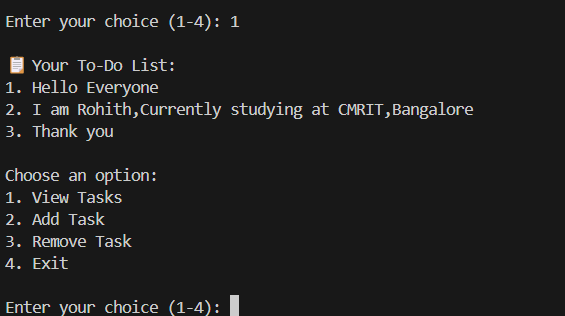 Enter your choice (1-4): 1
📋 Your To-Do List:
1. Hello Everyone
2. I am Rohith,Currently studying at CMRIT,Bangalore
3. Thank you
Choose an option:
1. View Tasks
2. Add Task
3. Remove Task
4. Exit
Enter your choice (1-4):